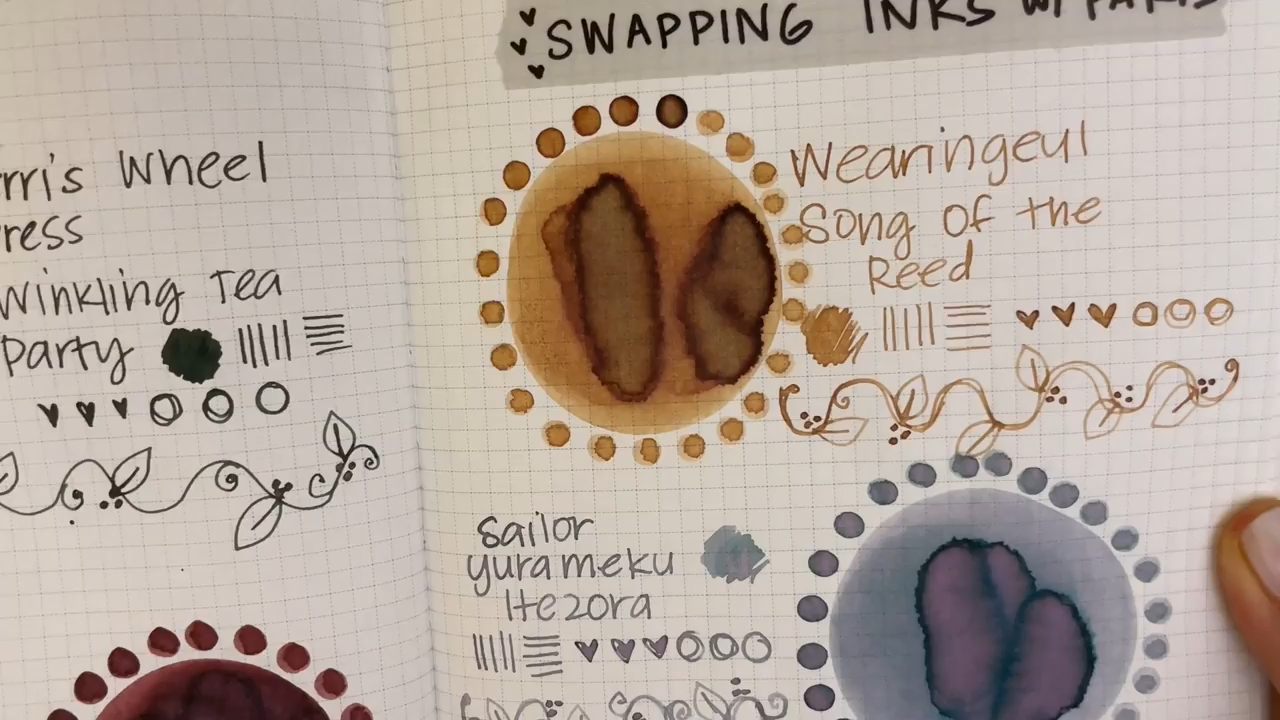 SWAPPING INKS W/
rri's Wheel
ress
winkling Tea
Party
Wearingeul
Song of the
Reed
Sailor
yurameku
Itezora